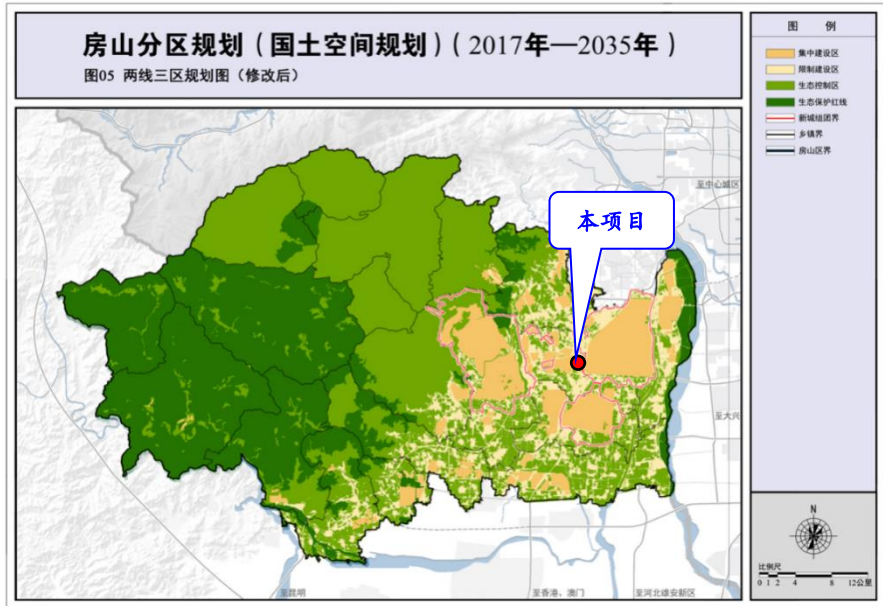 房山分区规划（国土空间规划）（2017年—2035年）
图05 两线三区规划图（修改后）
图 例
集中建设区
限制建设区
生态控制区
生态保护红线
新城组团界
乡镇界
房山区界
至中心城区
本项目
至大兴
N
比例尺
0 1 2 4 8 12公里
至昆明
至香港、澳门
至河北雄安新区